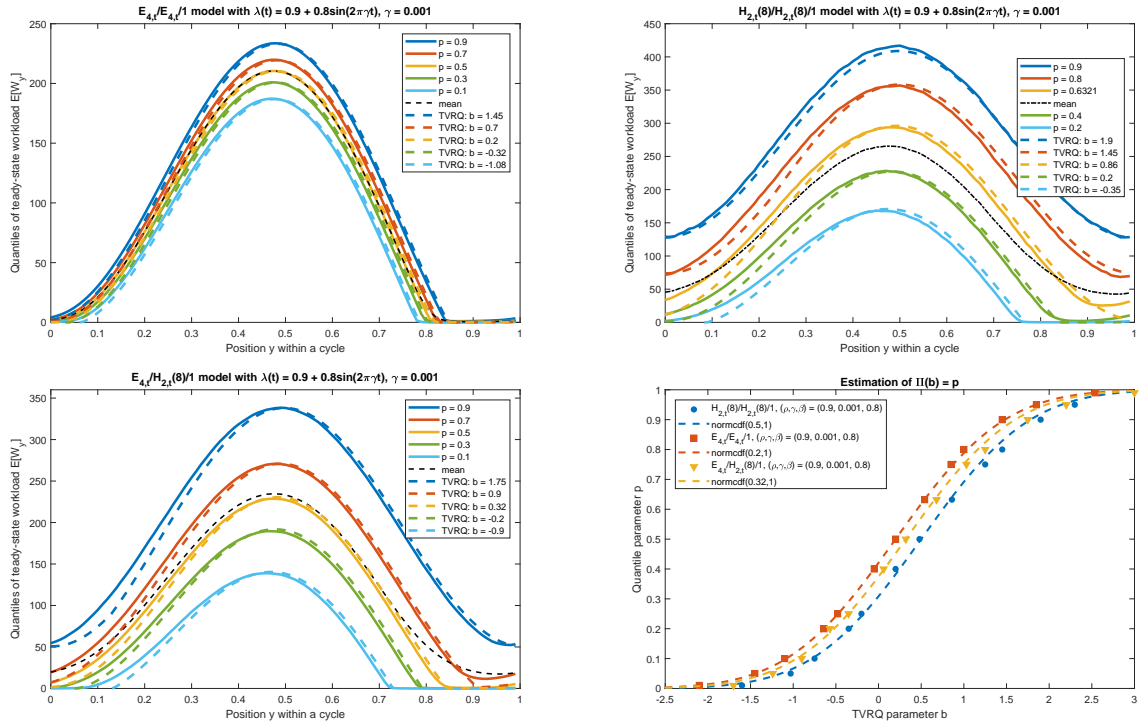 E4,t/E4,t/1 model with λ(t) = 0.9 + 0.8sin(2πγt), γ = 0.001
Quantiles of teady-state workload E[Wy]
250
200
150
100
50
0
p = 0.9
p = 0.7
p = 0.5
p = 0.3
p = 0.1
mean
TVRQ: b = 1.45
TVRQ: b = 0.7
TVRQ: b = 0.2
TVRQ: b = -0.32
TVRQ: b = -1.08
0 0.1 0.2 0.3 0.4 0.5 0.6 0.7 0.8 0.9 1
Position y within a cycle
H2,t(8)/H2,t(8)/1 model with λ(t) = 0.9 + 0.8sin(2πγt), γ = 0.001
Quantiles of teady-state workload E[Wy]
450
400
350
300
250
200
150
100
50
0
p = 0.9
p = 0.8
p = 0.6321
mean
p = 0.4
p = 0.2
TVRQ: b = 1.9
TVRQ: b = 1.45
TVRQ: b = 0.86
TVRQ: b = 0.2
TVRQ: b = -0.35
0 0.1 0.2 0.3 0.4 0.5 0.6 0.7 0.8 0.9 1
Position y within a cycle
E4,t/H2,t(8)/1 model with λ(t) = 0.9 + 0.8sin(2πγt), γ = 0.001
Quantiles of teady-state workload E[Wy]
350
300
250
200
150
100
50
0
p = 0.9
p = 0.7
p = 0.5
p = 0.3
p = 0.1
mean
TVRQ: b = 1.75
TVRQ: b = 0.9
TVRQ: b = 0.32
TVRQ: b = -0.2
TVRQ: b = -0.9
0 0.1 0.2 0.3 0.4 0.5 0.6 0.7 0.8 0.9 1
Position y within a cycle
Estimation of Π(b) = p
Quantile parameter p
1
0.9
0.8
0.7
0.6
0.5
0.4
0.3
0.2
0.1
0
H2,t(8)/H2,t(8)/1, (ρ,γ,β) = (0.9, 0.001, 0.8)
normcdf(0.5,1)
E4,t/E4,t/1, (ρ,γ,β) = (0.9, 0.001, 0.8)
normcdf(0.2,1)
E4,t/H2,t(8)/1, (ρ,γ,β) = (0.9, 0.001, 0.8)
normcdf(0.32,1)
-2.5 -2 -1.5 -1 -0.5 0 0.5 1 1.5 2 2.5 3
TVRQ parameter b